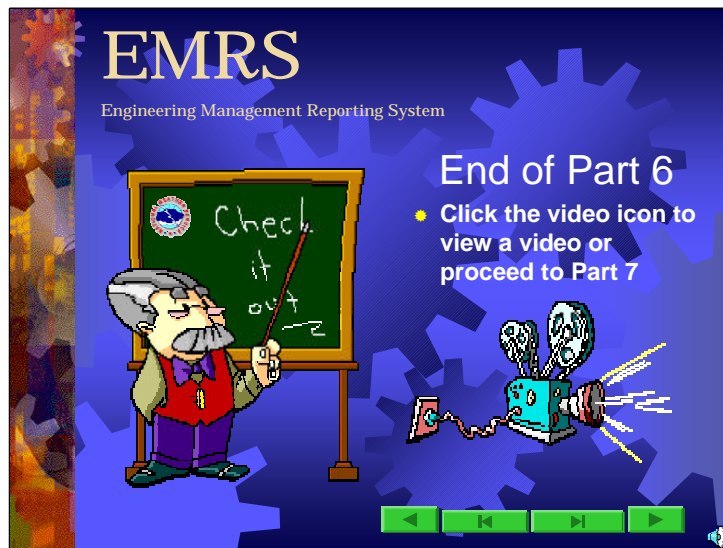 EMRS
Engineering Management Reporting System
Check
it
out
End of Part 6
Click the video icon to
view a video or
proceed to Part 7